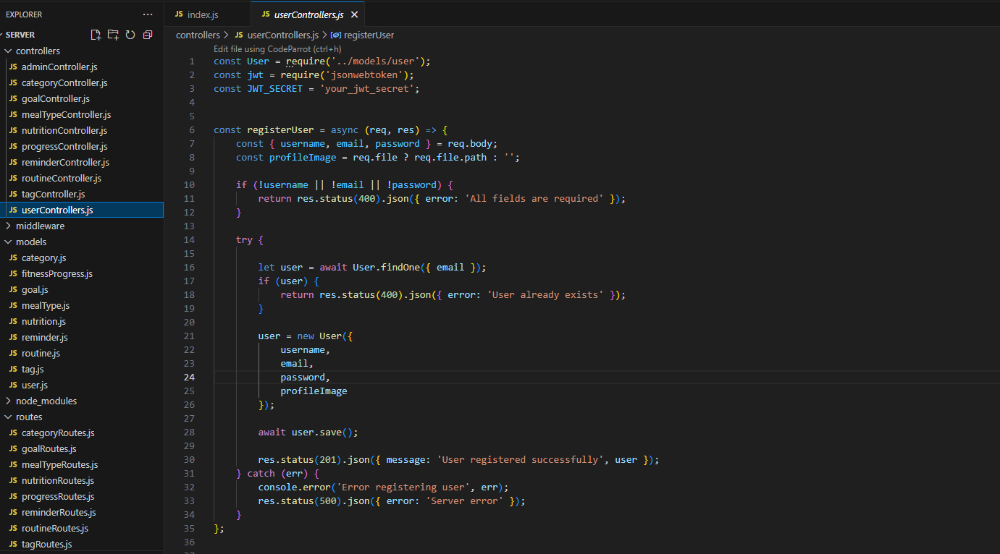 EXPLORER ...
SERVER
controllers
JS adminController.js
JS categoryController.js
JS goalController.js
JS mealTypeController.js
JS nutritionController.js
JS progressController.js
JS reminderController.js
JS routineController.js
JS tagController.js
JS userControllers.js
middleware
models
JS category.js
JS fitnessProgress.js
JS goal.js
JS mealType.js
JS nutrition.js
JS reminder.js
JS routine.js
JS tag.js
JS user.js
node_modules
routes
JS categoryRoutes.js
JS goalRoutes.js
JS mealTypeRoutes.js
JS nutritionRoutes.js
JS progressRoutes.js
JS reminderRoutes.js
JS routineRoutes.js
JS tagRoutes.js
JS index.js JS userControllers.js
controllers > JS userControllers.js > registerUser
Edit file using CodeParrot (ctrl+h)
1 const User = require('../models/user');
2 const jwt = require('jsonwebtoken');
3 const JWT_SECRET = 'your_jwt_secret';
4
5
6 const registerUser = async (req, res) => {
7 const { username, email, password } = req.body;
8 const profileImage = req.file ? req.file.path : '';
9
10 if (!username || !email || !password) {
11 return res.status(400).json({ error: 'All fields are required' });
12 }
13
14 try {
15
16 let user = await User.findOne({ email });
17 if (user) {
18 return res.status(400).json({ error: 'User already exists' });
19 }
20
21 user = new User({
22 username,
23 email,
24 password,
25 profileImage
26 });
27
28 await user.save();
29
30 res.status(201).json({ message: 'User registered successfully', user });
31 } catch (err) {
32 console.error('Error registering user', err);
33 res.status(500).json({ error: 'Server error' });
34 }
35 };
36